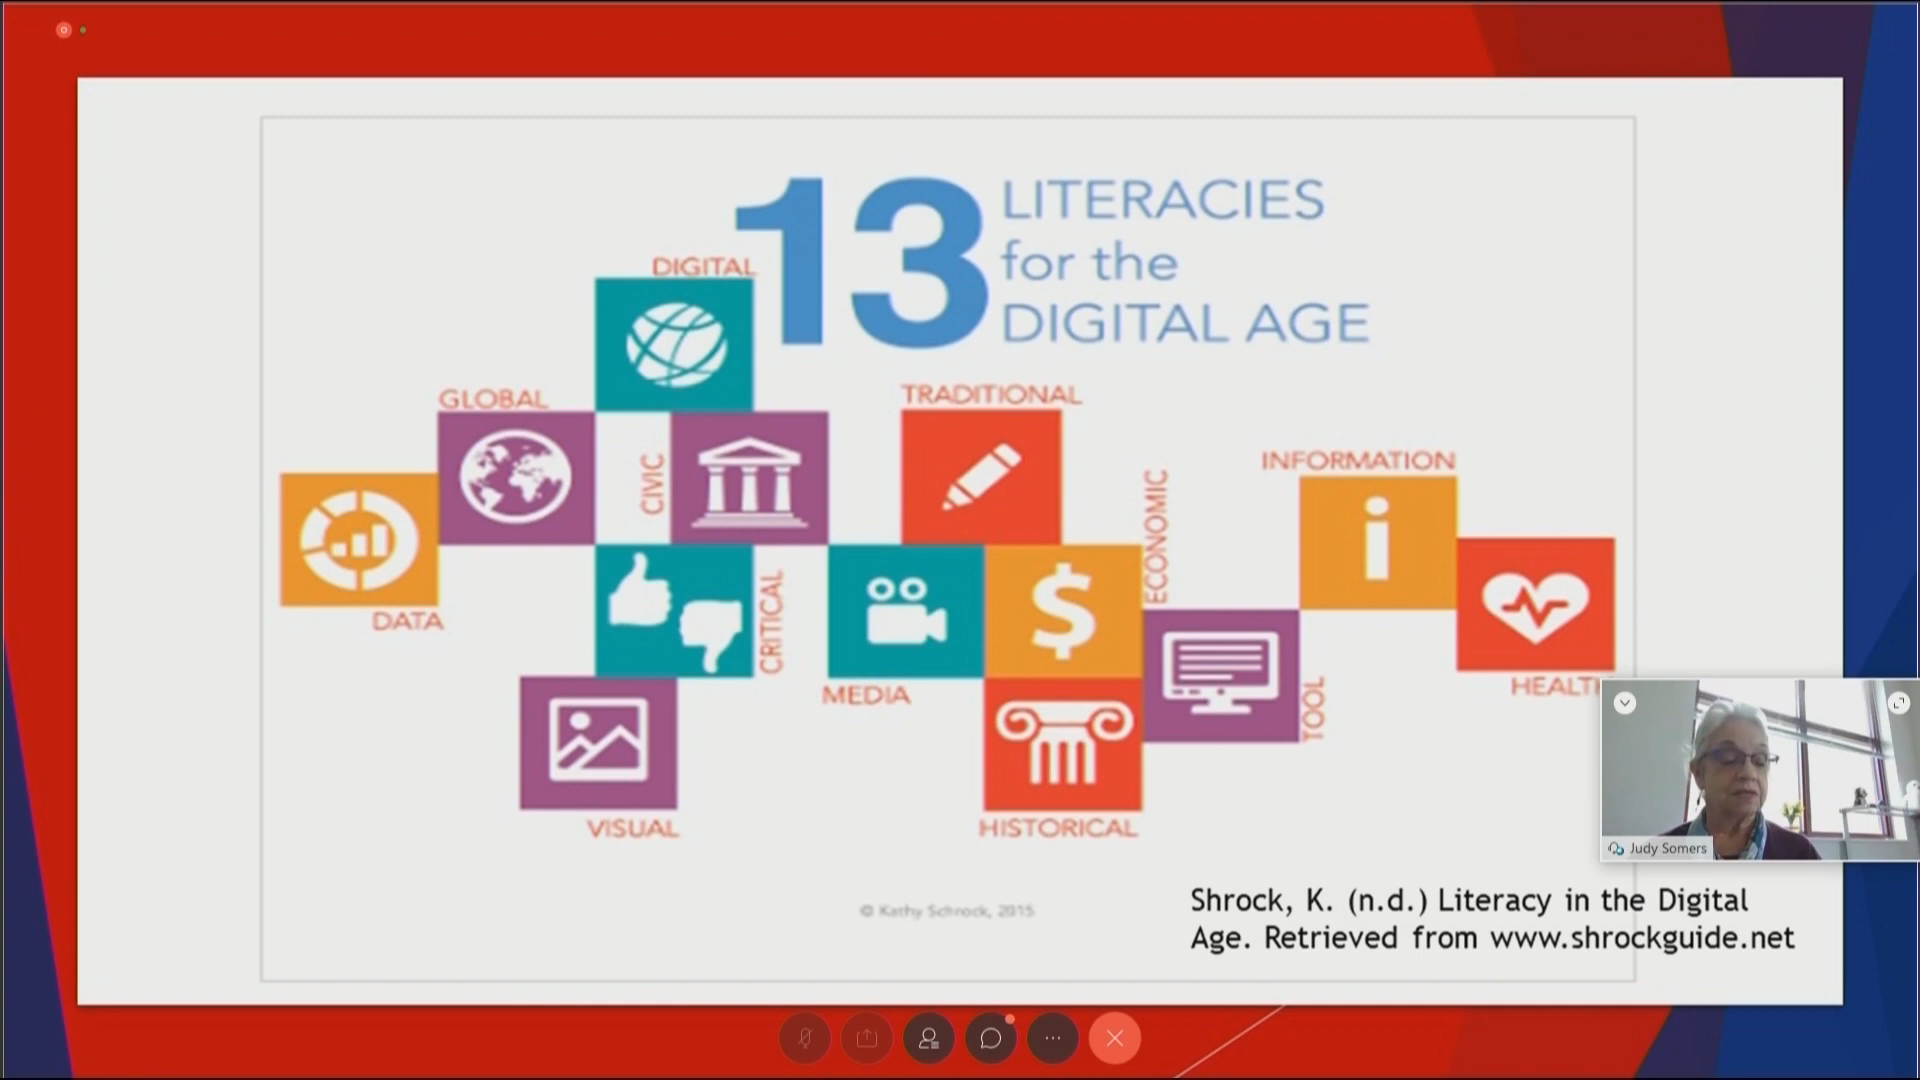 13
LITERACIES
for the
DIGITAL AGE
DIGITAL
GLOBAL
TRADITIONAL
CIVIC
INFORMATION
ECONOMIC
DATA
CRITICAL
MEDIA
TOOL
HEALTH
VISUAL
HISTORICAL
Judy Somers
© Kathy Schrock, 2015
Shrock, K. (n.d.) Literacy in the Digital
Age. Retrieved from www.shrockguide.net